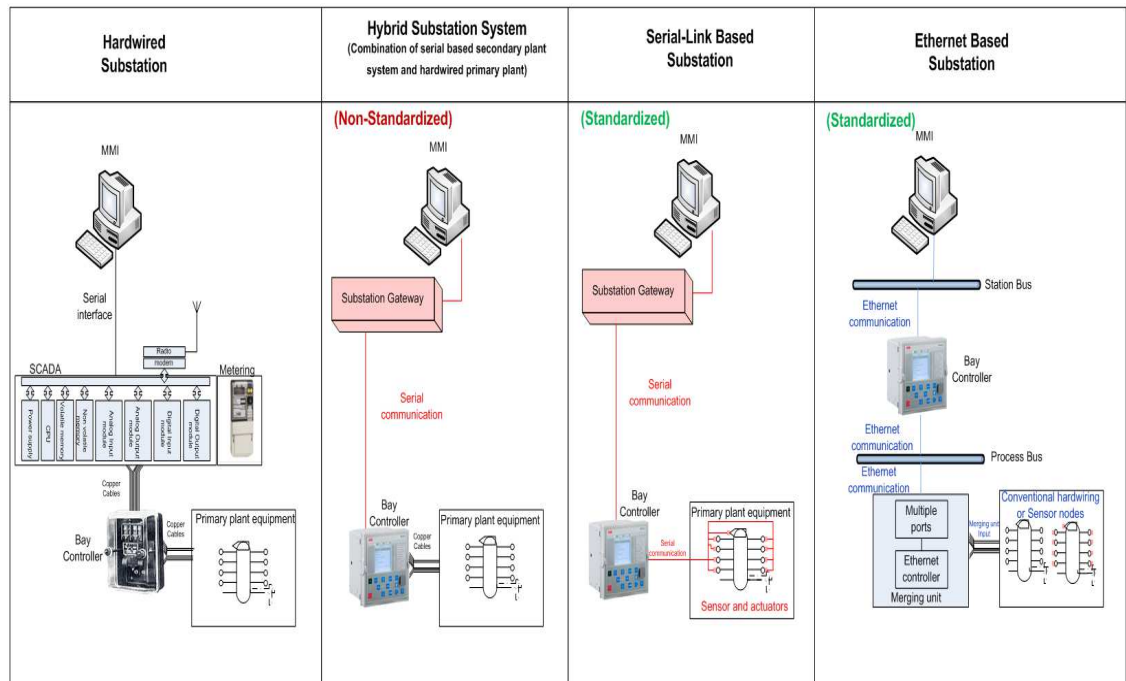 Hardwired
Substation
Hybrid Substation System
(Combination of serial based secondary plant
system and hardwired primary plant)
Serial-Link Based
Substation
Ethernet Based
Substation
MMI
Serial
interface
Radio
modem
SCADA
Metering
Power supply
CPU
Volatile memory
Non volatile
memory
Analog Input
module
Analog Output
module
Digital Input
module
Digital Output
module
Copper
Cables
Bay
Controller
Copper
Cables
Primary plant equipment
(Non-Standardized)
MMI
Substation Gateway
Serial
communication
Bay
Controller
Copper
Cables
Primary plant equipment
(Standardized)
MMI
Substation Gateway
Serial
communication
Bay
Controller
Serial
communication
Primary plant equipment
Sensor and actuators
(Standardized)
MMI
Station Bus
Ethernet
communication
Bay
Controller
Ethernet
communication
Process Bus
Ethernet
communication
Multiple
ports
Ethernet
controller
Merging unit
Merging unit
Input
Conventional hardwiring
or Sensor nodes